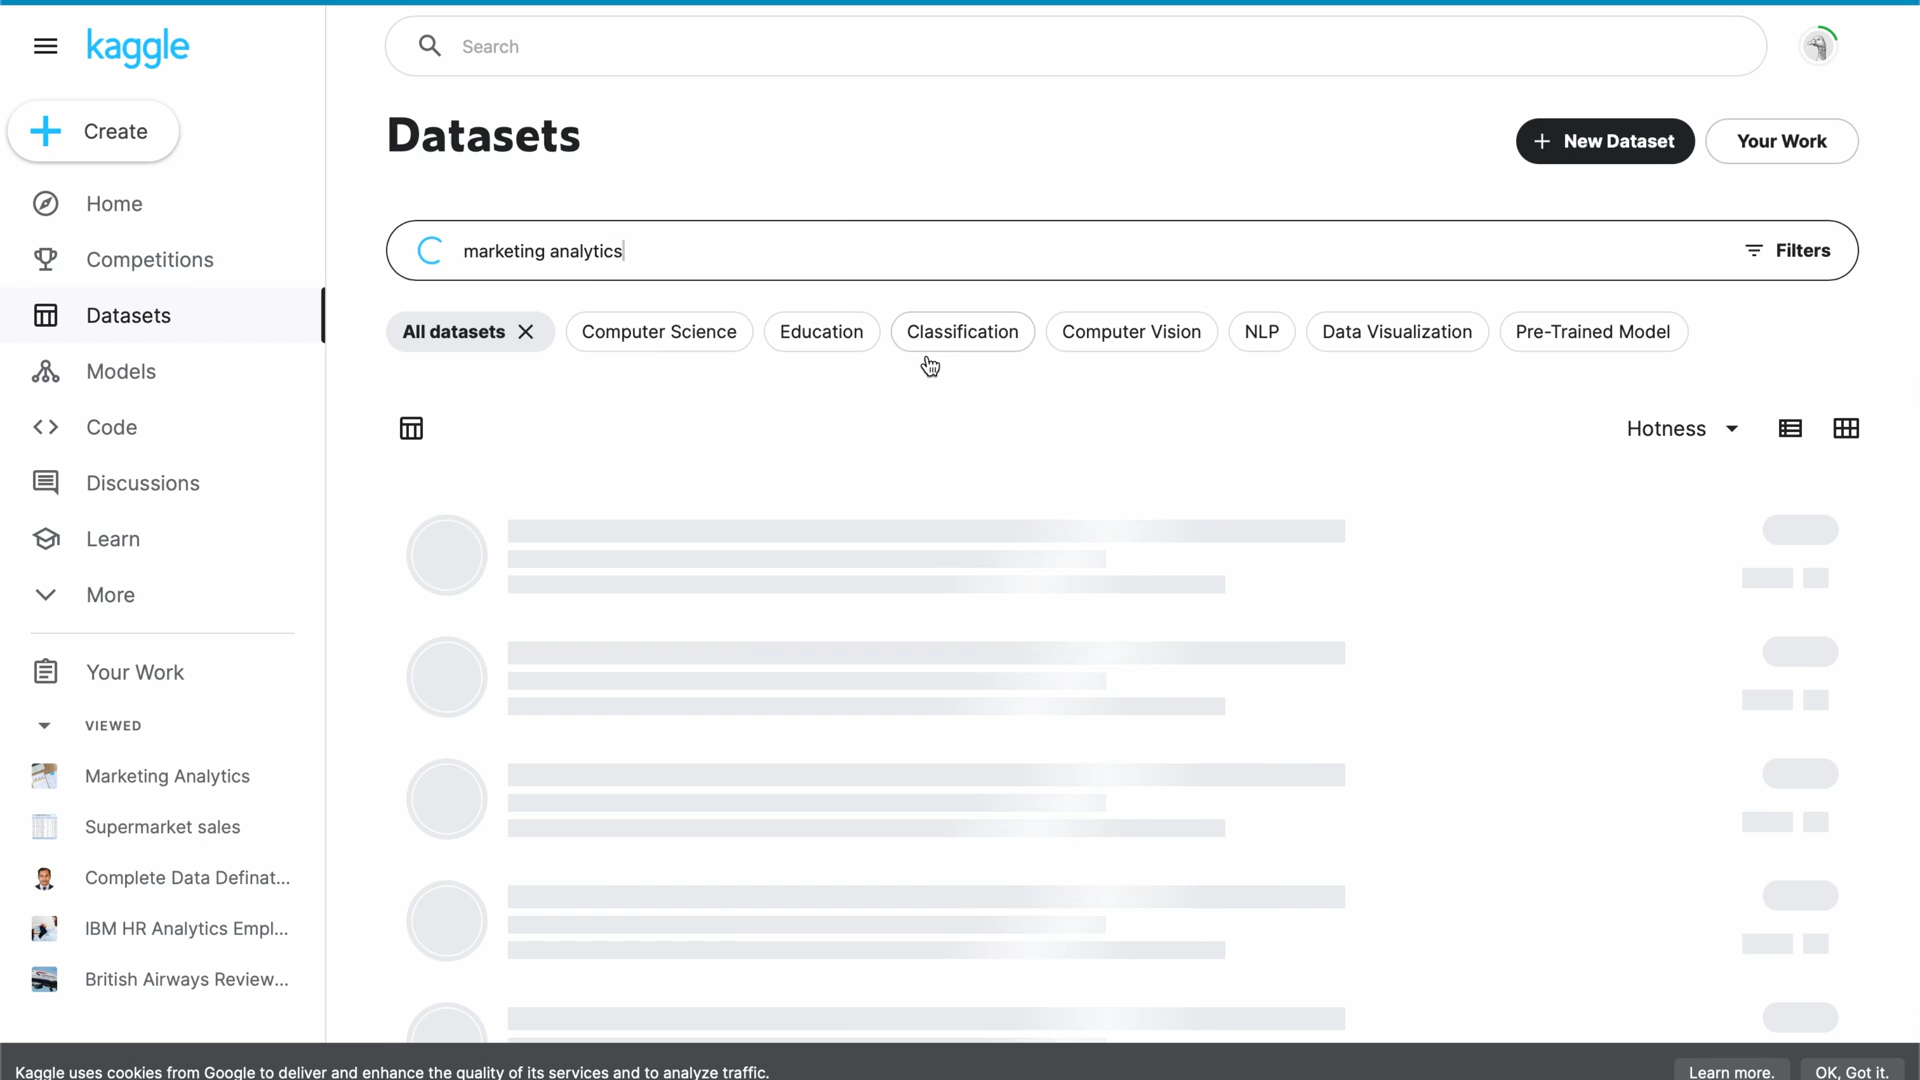 kaggle
Search
Create
Home
Competitions
Datasets
Models
Code
Discussions
Learn
More
Your Work
VIEWED
Marketing Analytics
Supermarket sales
Complete Data Definat...
IBM HR Analytics Empl...
British Airways Review...
Datasets
New Dataset
Your Work
marketing analytics
Filters
All datasets
Computer Science
Education
Classification
Computer Vision
NLP
Data Visualization
Pre-Trained Model
Hotness
Kaggle uses cookies from Google to deliver and enhance the quality of its services and to analyze traffic.
Learn more.
OK, Got it.